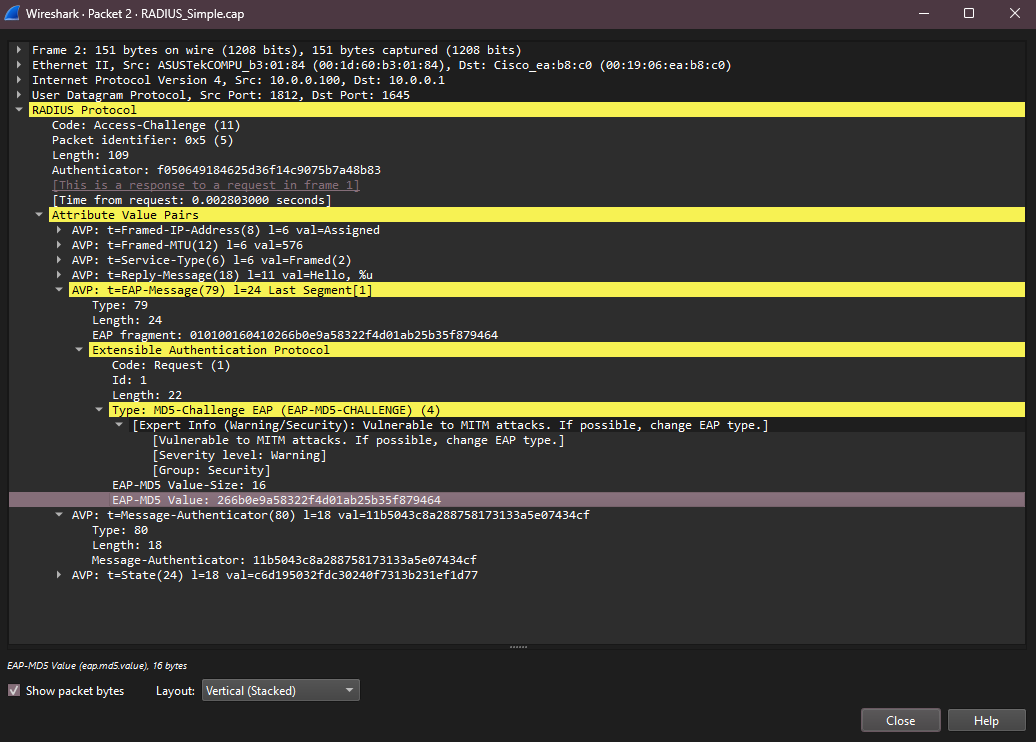 Wireshark · Packet 2 · RADIUS_Simple.cap
Frame 2: 151 bytes on wire (1208 bits), 151 bytes captured (1208 bits)
Ethernet II, Src: ASUSTekCOMPU_b3:01:84 (00:1d:60:b3:01:84), Dst: Cisco_ea:b8:c0 (00:19:06:ea:b8:c0)
Internet Protocol Version 4, Src: 10.0.0.100, Dst: 10.0.0.1
User Datagram Protocol, Src Port: 1812, Dst Port: 1645
RADIUS Protocol
Code: Access-Challenge (11)
Packet identifier: 0x5 (5)
Length: 109
Authenticator: f050649184625d36f14c9075b7a48b83
[This is a response to a request in frame 1]
[Time from request: 0.002803000 seconds]
Attribute Value Pairs
AVP: t=Framed-IP-Address(8) l=6 val=Assigned
AVP: t=Framed-MTU(12) l=6 val=576
AVP: t=Service-Type(6) l=6 val=Framed(2)
AVP: t=Reply-Message(18) l=11 val=Hello, %u
AVP: t=EAP-Message(79) l=24 Last Segment[1]
Type: 79
Length: 24
EAP fragment: 010100160410266b0e9a58322f4d01ab25b35f879464
Extensible Authentication Protocol
Code: Request (1)
Id: 1
Length: 22
Type: MD5-Challenge EAP (EAP-MD5-CHALLENGE) (4)
[Expert Info (Warning/Security): Vulnerable to MITM attacks. If possible, change EAP type.]
[Vulnerable to MITM attacks. If possible, change EAP type.]
[Severity level: Warning]
[Group: Security]
EAP-MD5 Value-Size: 16
EAP-MD5 Value: 266b0e9a58322f4d01ab25b35f879464
AVP: t=Message-Authenticator(80) l=18 val=11b5043c8a288758173133a5e07434cf
Type: 80
Length: 18
Message-Authenticator: 11b5043c8a288758173133a5e07434cf
AVP: t=State(24) l=18 val=c6d195032fdc30240f7313b231ef1d77
EAP-MD5 Value (eap.md5.value), 16 bytes
Show packet bytes Layout: Vertical (Stacked)
Close Help